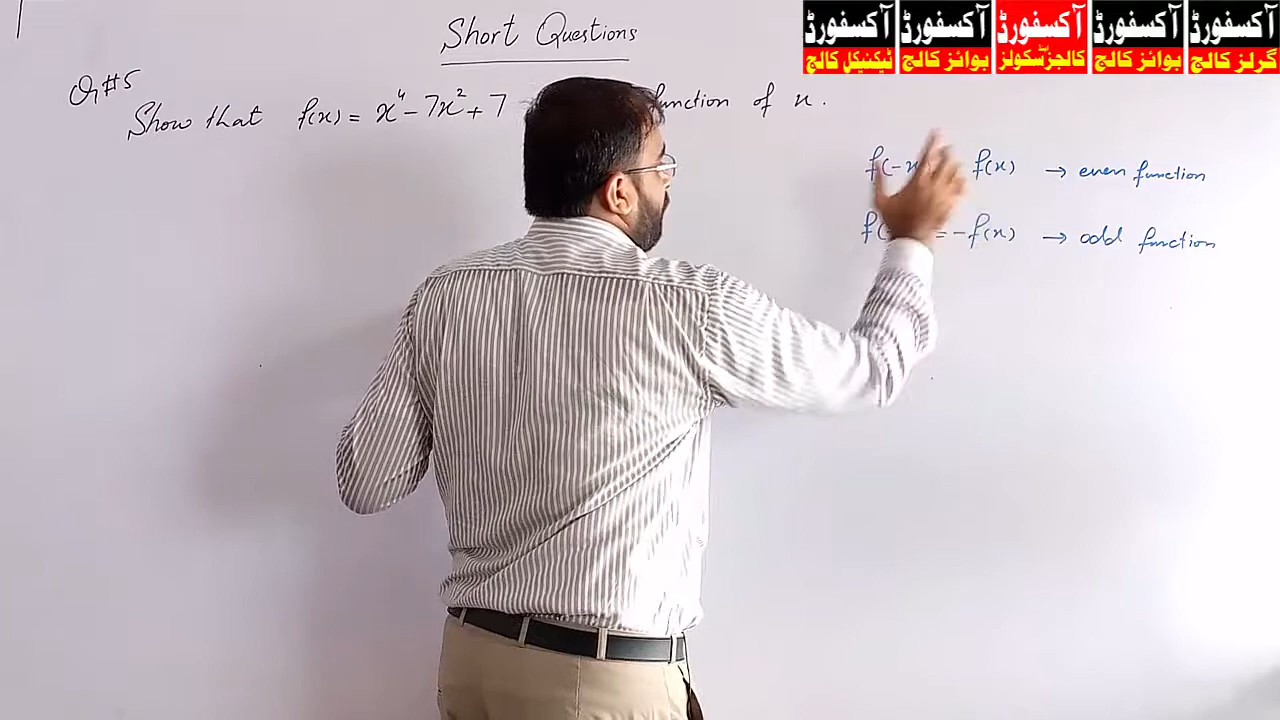 Short Questions
آکسفورڈ ٹیکنیکل کالج
آکسفورڈ بوائز کالج
آکسفورڈ کالجز اینڈ سکولز
آکسفورڈ بوائز کالج
آکسفورڈ گرلز کالج
Q#5
Show that f(x) = x⁴ - 7x² + 7 function of x.
f(-x f(x) → even function
f( = -f(x) → odd function